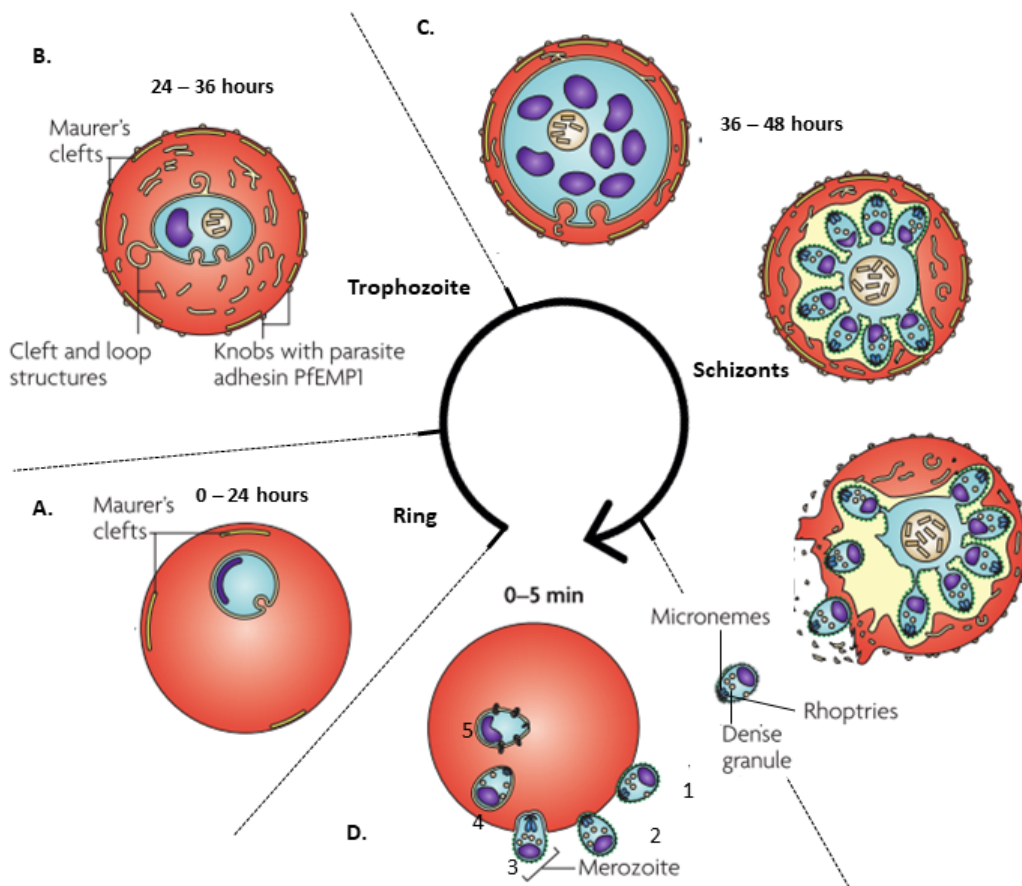 C.
B.
24 – 36 hours
Maurer's
clefts
36 – 48 hours
Trophozoite
Cleft and loop
structures
Knobs with parasite
adhesin PfEMP1
Schizonts
A.
0 – 24 hours
Maurer's
clefts
Ring
0–5 min
Micronemes
Rhoptries
Dense
granule
5
4
3
D.
1
2
Merozoite